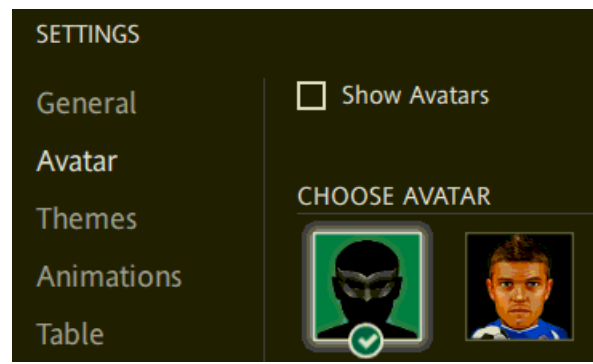 SETTINGS
General
Avatar
Themes
Animations
Table
Show Avatars
CHOOSE AVATAR